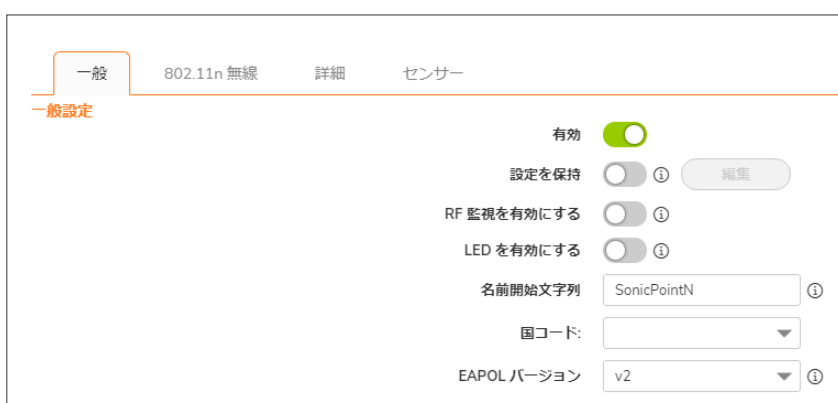 一般 802.11n 無線 詳細 センサー
一般設定
有効
設定を保持 編集
RF 監視を有効にする
LED を有効にする
名前開始文字列 SonicPointN
国コード:
EAPOL バージョン v2